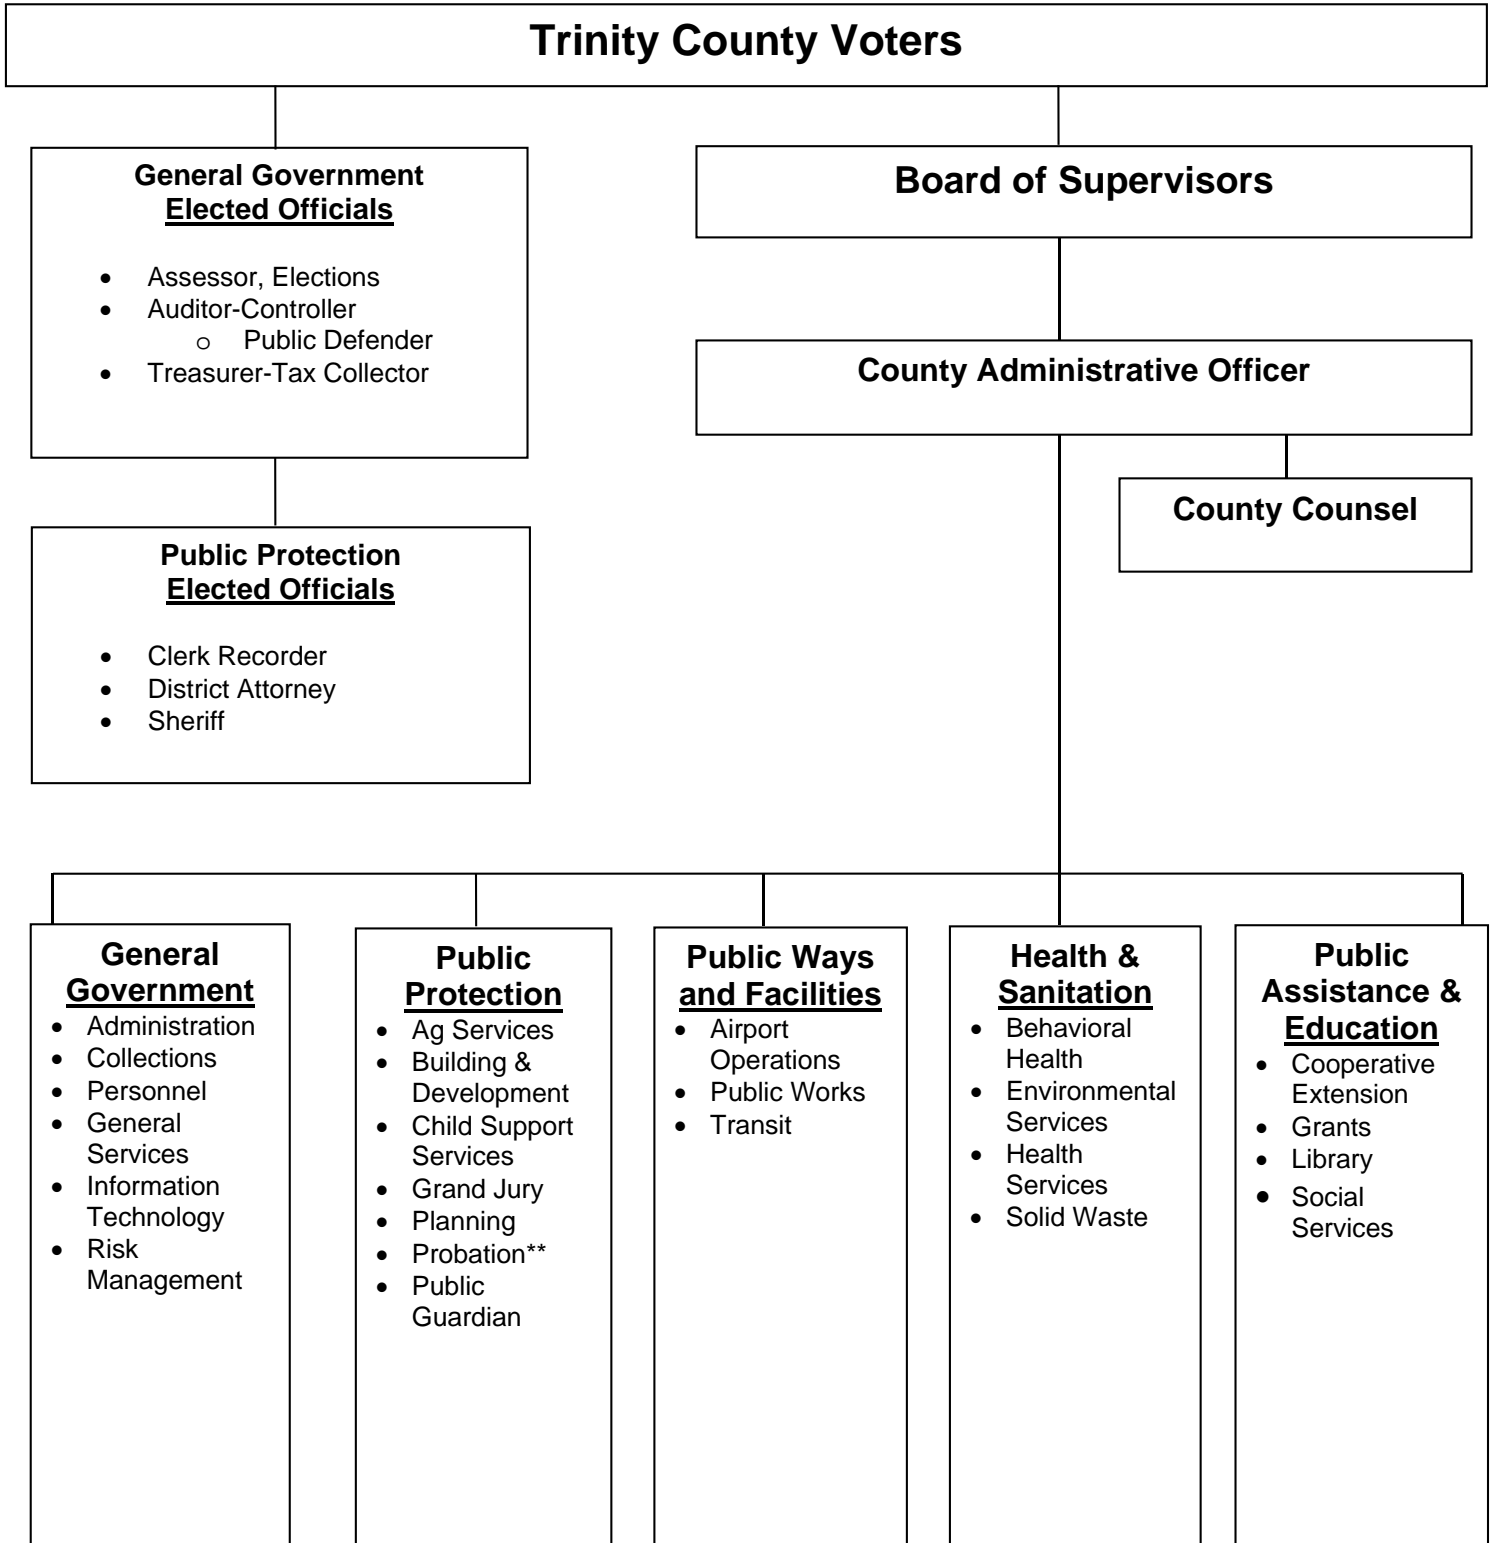 Trinity County Voters
General Government
Elected Officials
• Assessor, Elections
• Auditor-Controller
o Public Defender
• Treasurer-Tax Collector
Board of Supervisors
County Administrative Officer
County Counsel
Public Protection
Elected Officials
• Clerk Recorder
• District Attorney
• Sheriff
General
Government
• Administration
• Collections
• Personnel
• General
Services
• Information
Technology
• Risk
Management
Public
Protection
• Ag Services
• Building &
Development
• Child Support
Services
• Grand Jury
• Planning
• Probation**
• Public
Guardian
Public Ways
and Facilities
• Airport
Operations
• Public Works
• Transit
Health &
Sanitation
• Behavioral
Health
• Environmental
Services
• Health
Services
• Solid Waste
Public
Assistance &
Education
• Cooperative
Extension
• Grants
• Library
• Social
Services